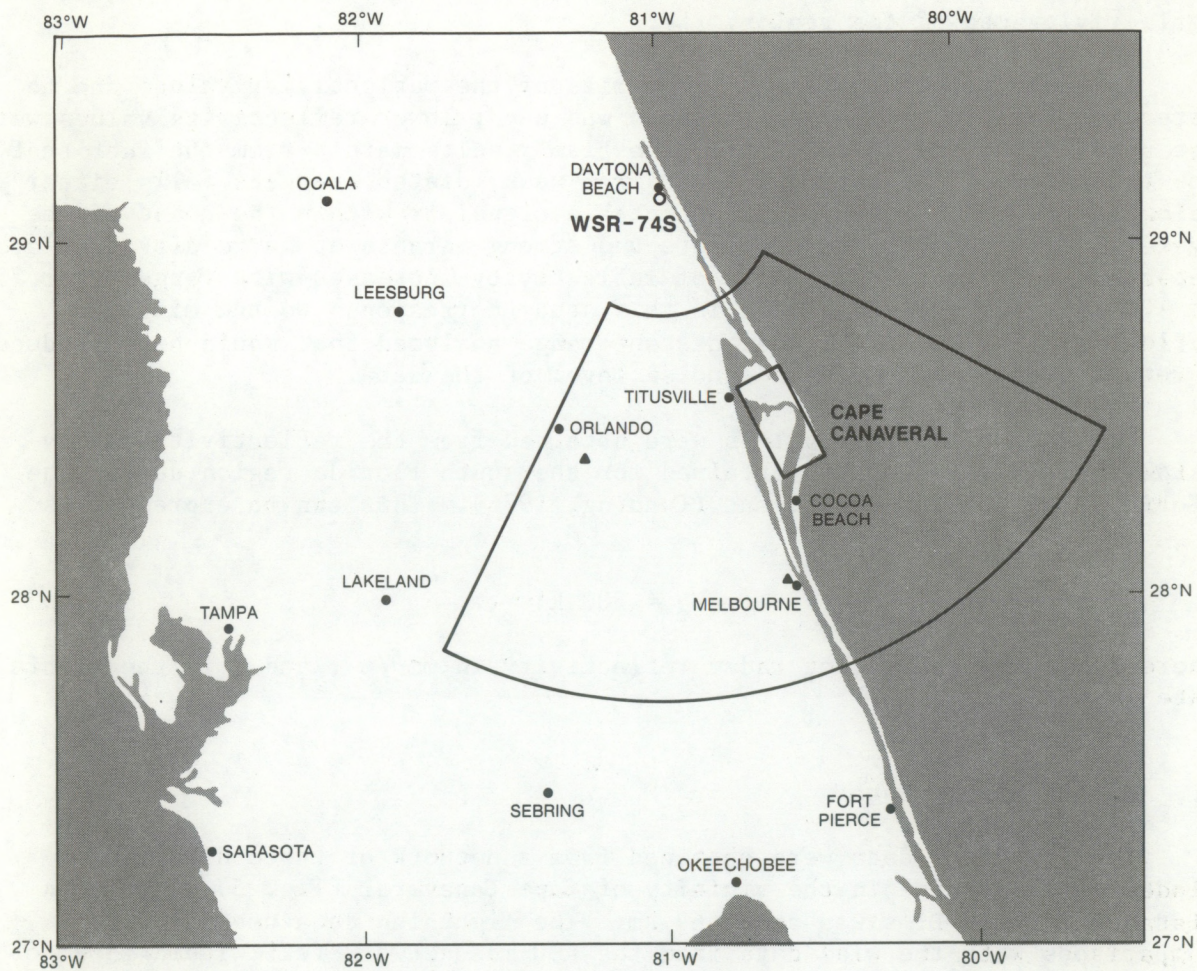 83°W 82°W 81°W 80°W
DAYTONA
BEACH
OCALA
WSR-74S
29°N 29°N
LEESBURG
TITUSVILLE
CAPE
CANAVERAL
ORLANDO
COCOA
BEACH
LAKELAND
MELBOURNE
28°N 28°N
TAMPA
SEBRING
FORT
PIERCE
SARASOTA
OKEECHOBEE
27°N 27°N
83°W 82°W 81°W 80°W